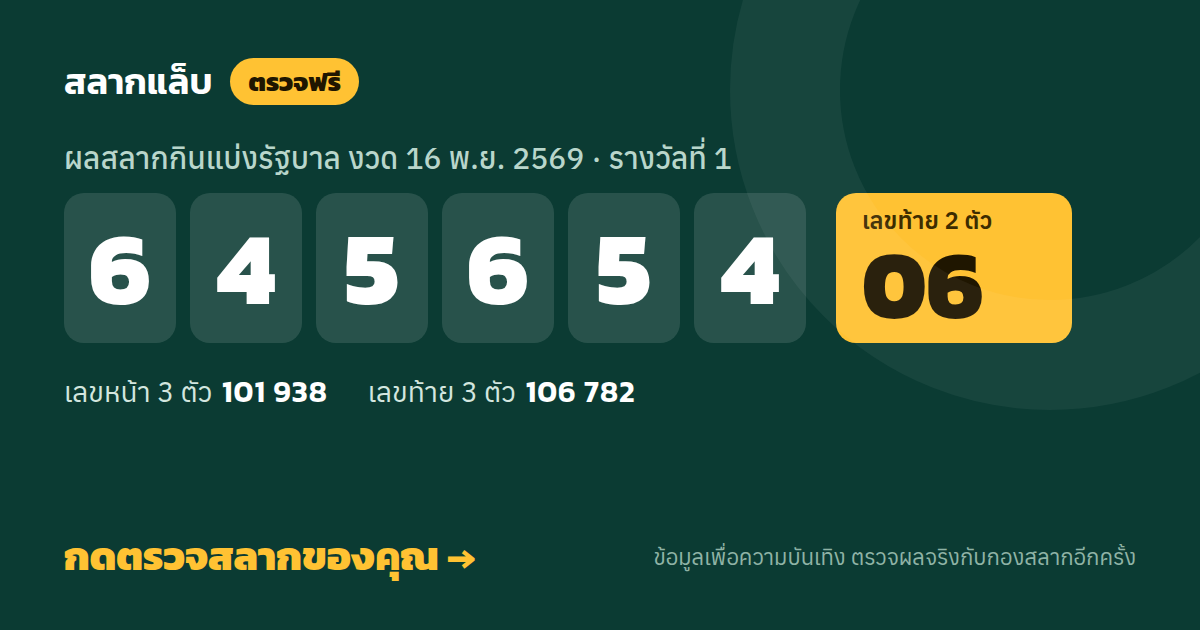 สลากแล็บ ตรวจฟรี
ผลสลากกินแบ่งรัฐบาล งวด 16 พ.ย. 2569 · รางวัลที่ 1
เลขท้าย 2 ตัว
6 4 5 6 5 4 06
เลขหน้า 3 ตัว 101 938 เลขท้าย 3 ตัว 106 782
กดตรวจสลากของคุณ →
ข้อมูลเพื่อความบันเทิง ตรวจผลจริงกับกองสลากอีกครั้ง